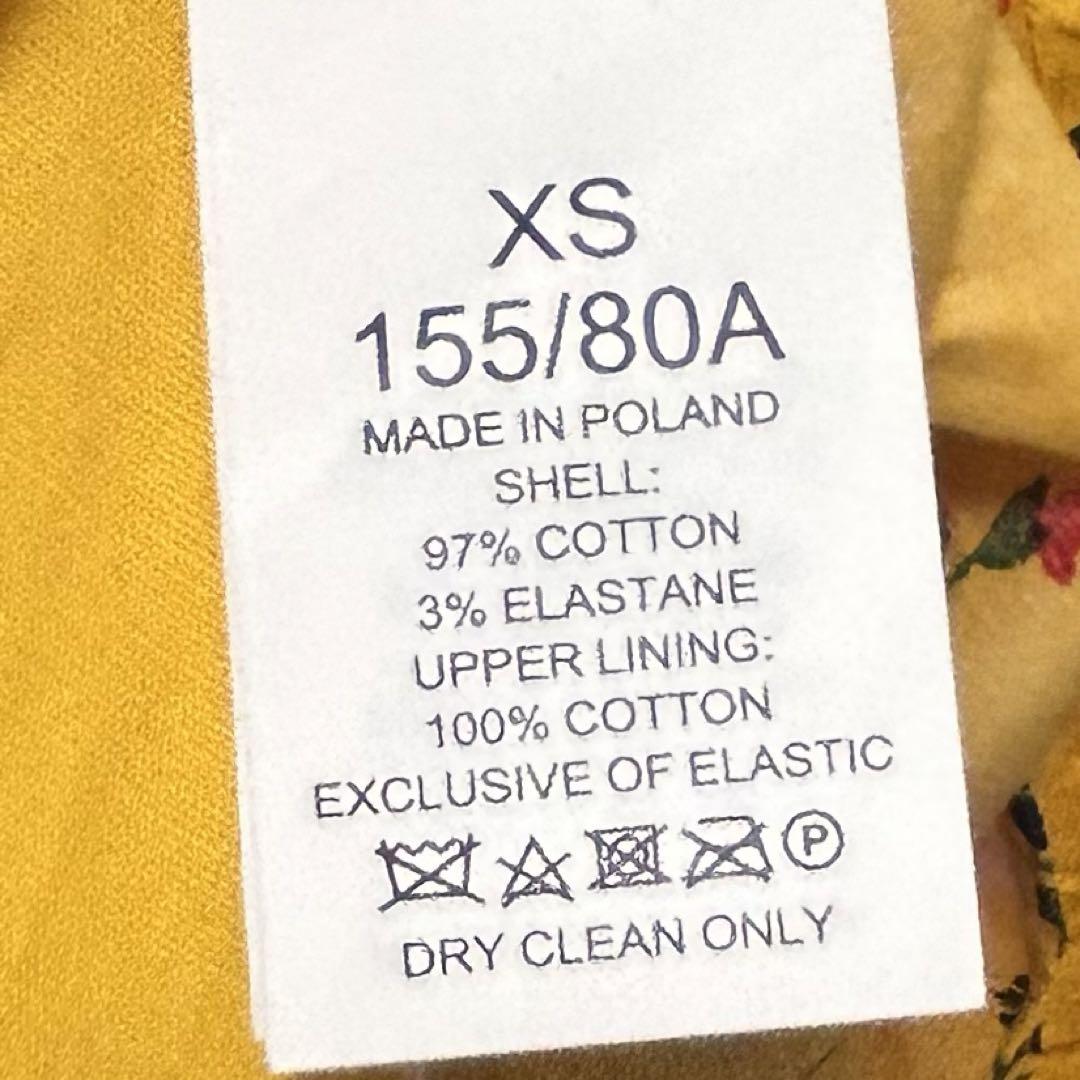 XS
155/80A
MADE IN POLAND
SHELL:
97% COTTON
3% ELASTANE
UPPER LINING:
100% COTTON
EXCLUSIVE OF ELASTIC
P
DRY CLEAN ONLY